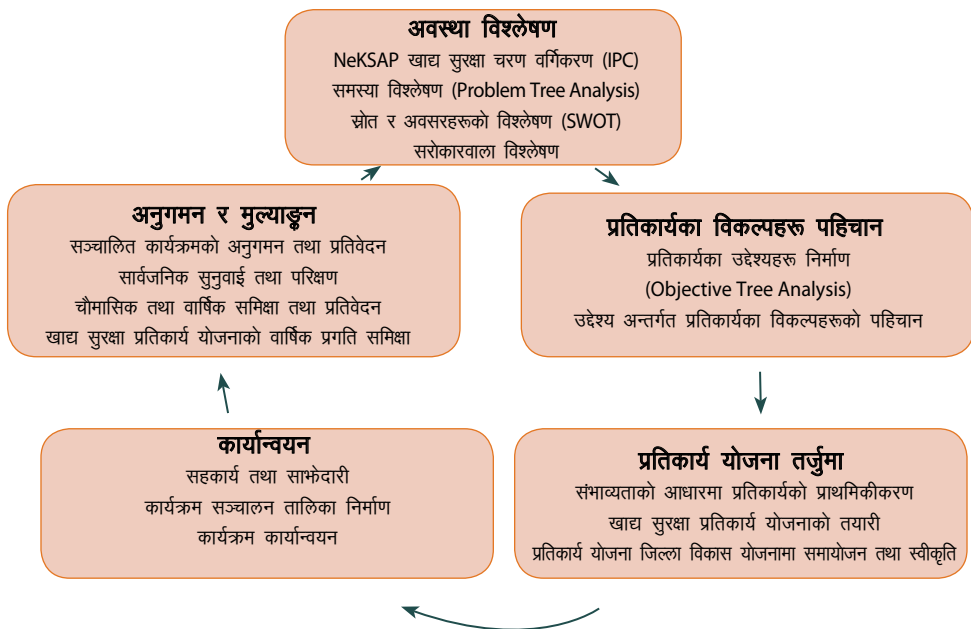 अवस्था विश्लेषण
NeKSAP खाद्य सुरक्षा चरण वर्गिकरण (IPC)
समस्या विश्लेषण (Problem Tree Analysis)
स्रोत र अवसरहरूको विश्लेषण (SWOT)
सरोकारवाला विश्लेषण
प्रतिकार्यका विकल्पहरू पहिचान
प्रतिकार्यका उद्देश्यहरू निर्माण
(Objective Tree Analysis)
उद्देश्य अन्तर्गत प्रतिकार्यका विकल्पहरूको पहिचान
प्रतिकार्य योजना तर्जुमा
संभाव्यताको आधारमा प्रतिकार्यको प्राथमिकीकरण
खाद्य सुरक्षा प्रतिकार्य योजनाको तयारी
प्रतिकार्य योजना जिल्ला विकास योजनामा समायोजन तथा स्वीकृति
कार्यान्वयन
सहकार्य तथा साझेदारी
कार्यक्रम सञ्चालन तालिका निर्माण
कार्यक्रम कार्यान्वयन
अनुगमन र मुल्याङ्कन
सञ्चालित कार्यक्रमको अनुगमन तथा प्रतिवेदन
सार्वजनिक सुनुवाई तथा परिक्षण
चौमासिक तथा वार्षिक समिक्षा तथा प्रतिवेदन
खाद्य सुरक्षा प्रतिकार्य योजनाको वार्षिक प्रगति समिक्षा